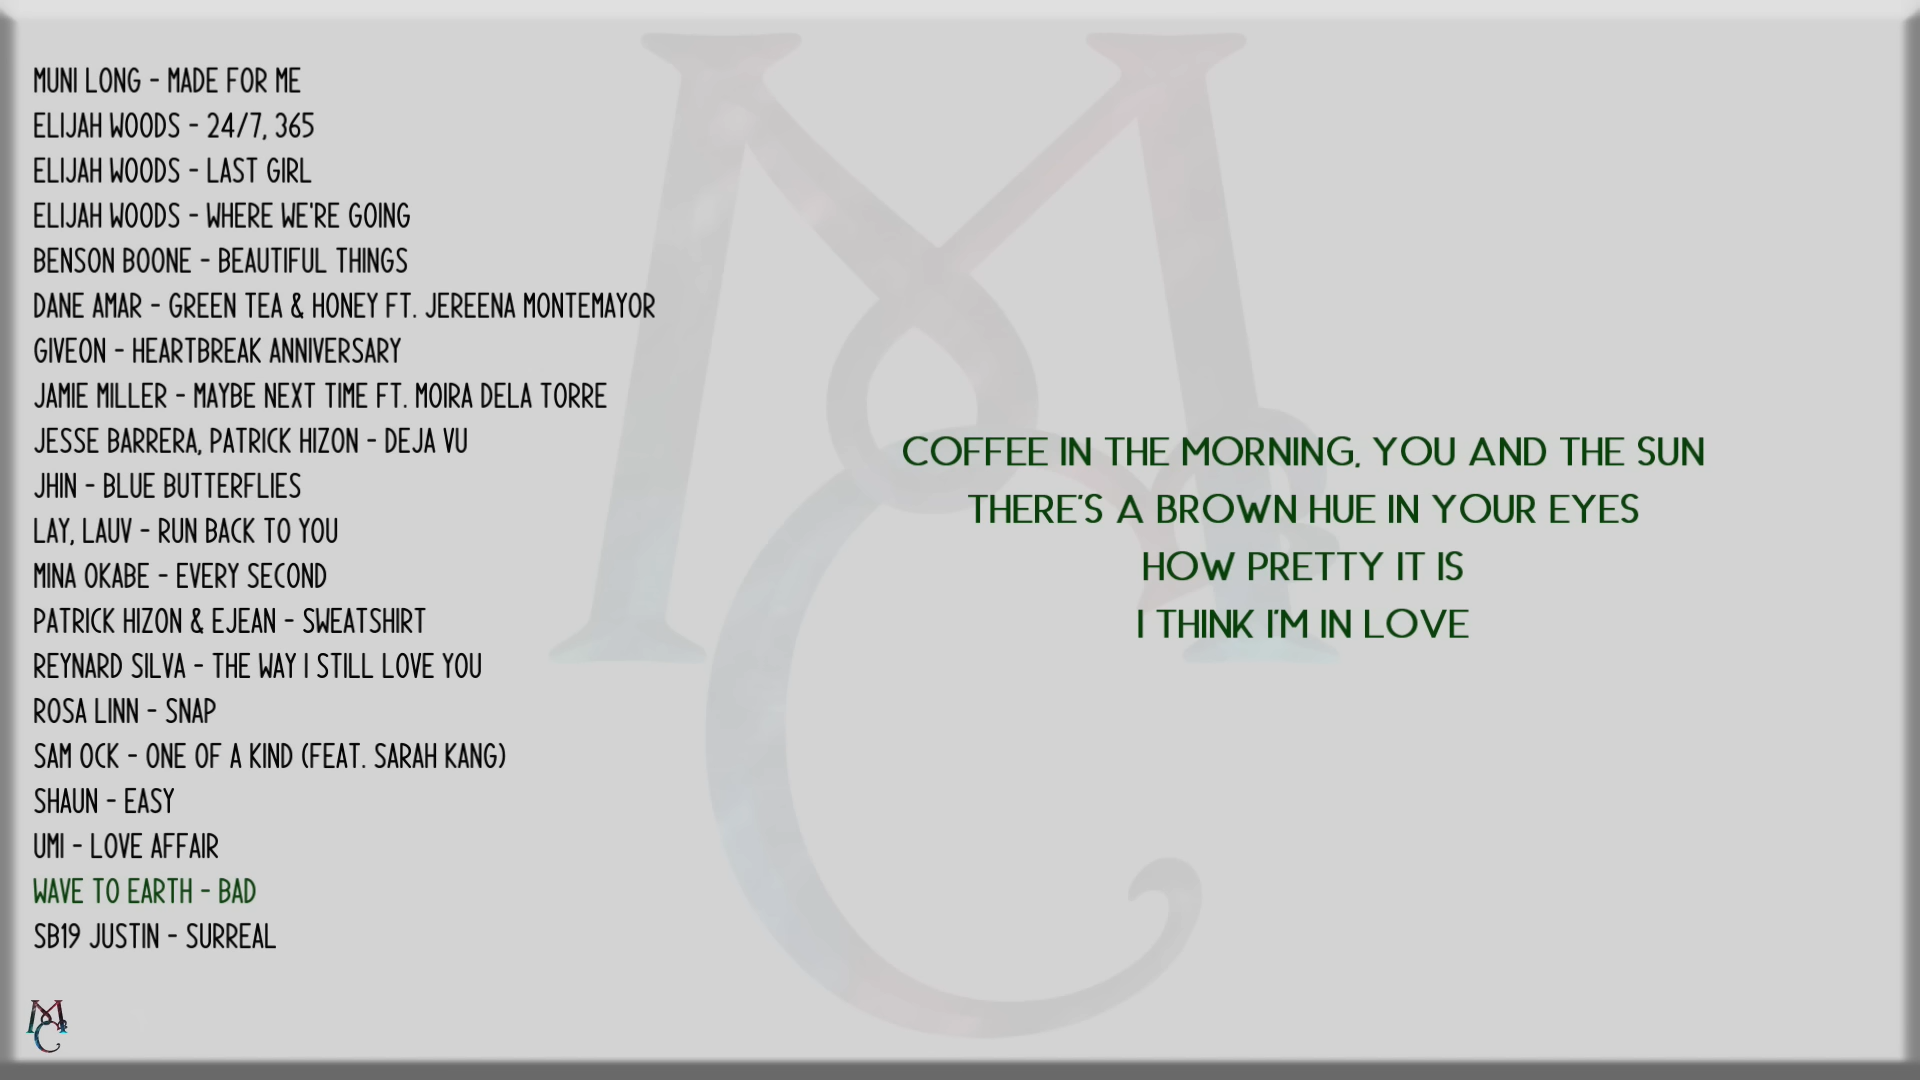 MUNI LONG - MADE FOR ME
ELIJAH WOODS - 24/7, 365
ELIJAH WOODS - LAST GIRL
ELIJAH WOODS - WHERE WE'RE GOING
BENSON BOONE - BEAUTIFUL THINGS
DANE AMAR - GREEN TEA & HONEY FT. JEREENA MONTEMAYOR
GIVEON - HEARTBREAK ANNIVERSARY
JAMIE MILLER - MAYBE NEXT TIME FT. MOIRA DELA TORRE
JESSE BARRERA, PATRICK HIZON - DEJA VU
JHIN - BLUE BUTTERFLIES
LAY, LAUV - RUN BACK TO YOU
MINA OKABE - EVERY SECOND
PATRICK HIZON & EJEAN - SWEATSHIRT
REYNARD SILVA - THE WAY I STILL LOVE YOU
ROSA LINN - SNAP
SAM OCK - ONE OF A KIND (FEAT. SARAH KANG)
SHAUN - EASY
UMI - LOVE AFFAIR
WAVE TO EARTH - BAD
SB19 JUSTIN - SURREAL
COFFEE IN THE MORNING, YOU AND THE SUN
THERE'S A BROWN HUE IN YOUR EYES
HOW PRETTY IT IS
I THINK I'M IN LOVE